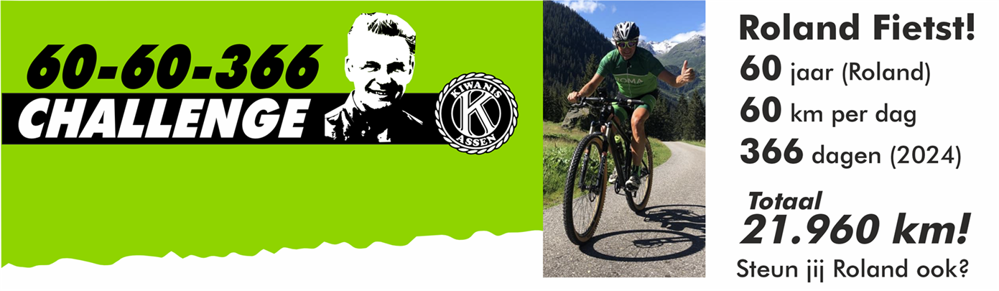 60-60-366
CHALLENGE
KIWANIS
K
ASSEN
OMA
Roland Fietst!
60 jaar (Roland)
60 km per dag
366 dagen (2024)
Totaal
21.960 km!
Steun jij Roland ook?